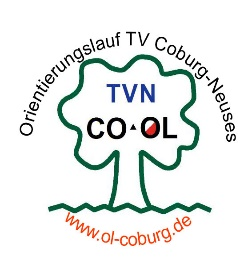 Orientierungslauf TV Coburg-Neuses
TVN
CO-OL
www.ol-coburg.de